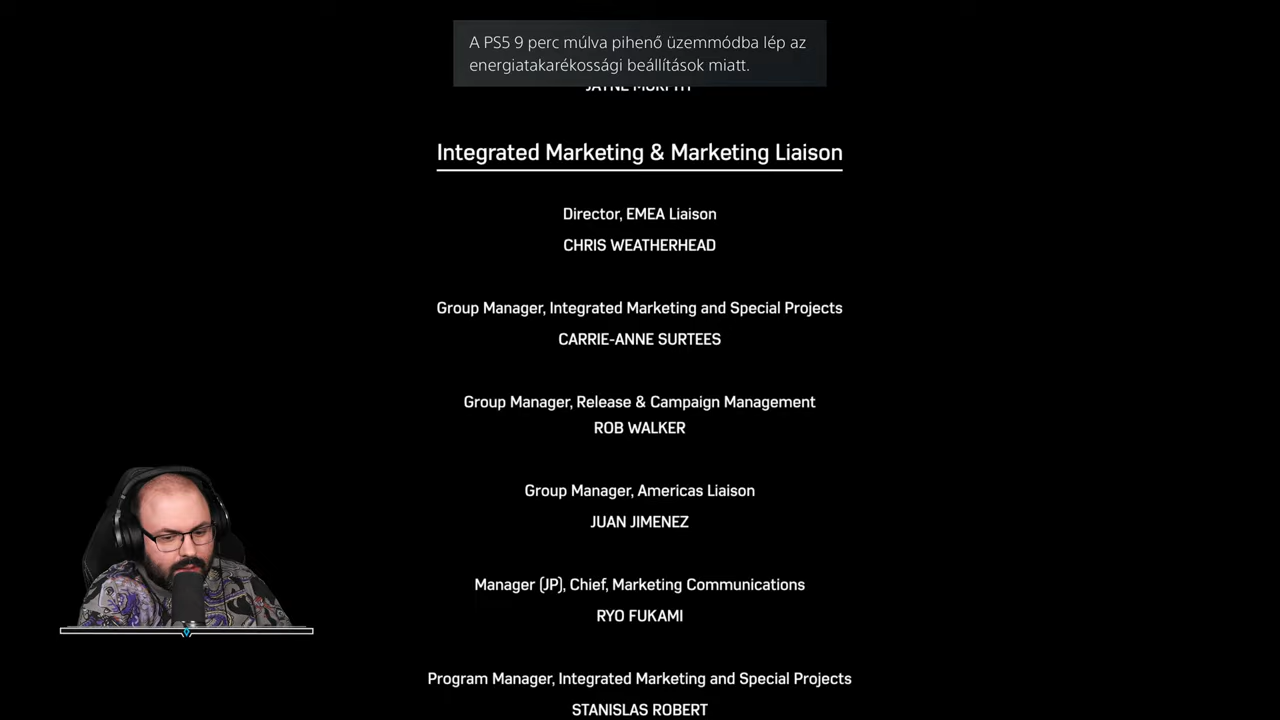 A PS5 9 perc múlva pihenő üzemmódba lép az
energiatakarékossági beállítások miatt.
Integrated Marketing & Marketing Liaison
Director, EMEA Liaison
CHRIS WEATHERHEAD
Group Manager, Integrated Marketing and Special Projects
CARRIE-ANNE SURTEES
Group Manager, Release & Campaign Management
ROB WALKER
Group Manager, Americas Liaison
JUAN JIMENEZ
Manager (JP), Chief, Marketing Communications
RYO FUKAMI
Program Manager, Integrated Marketing and Special Projects
STANISLAS ROBERT